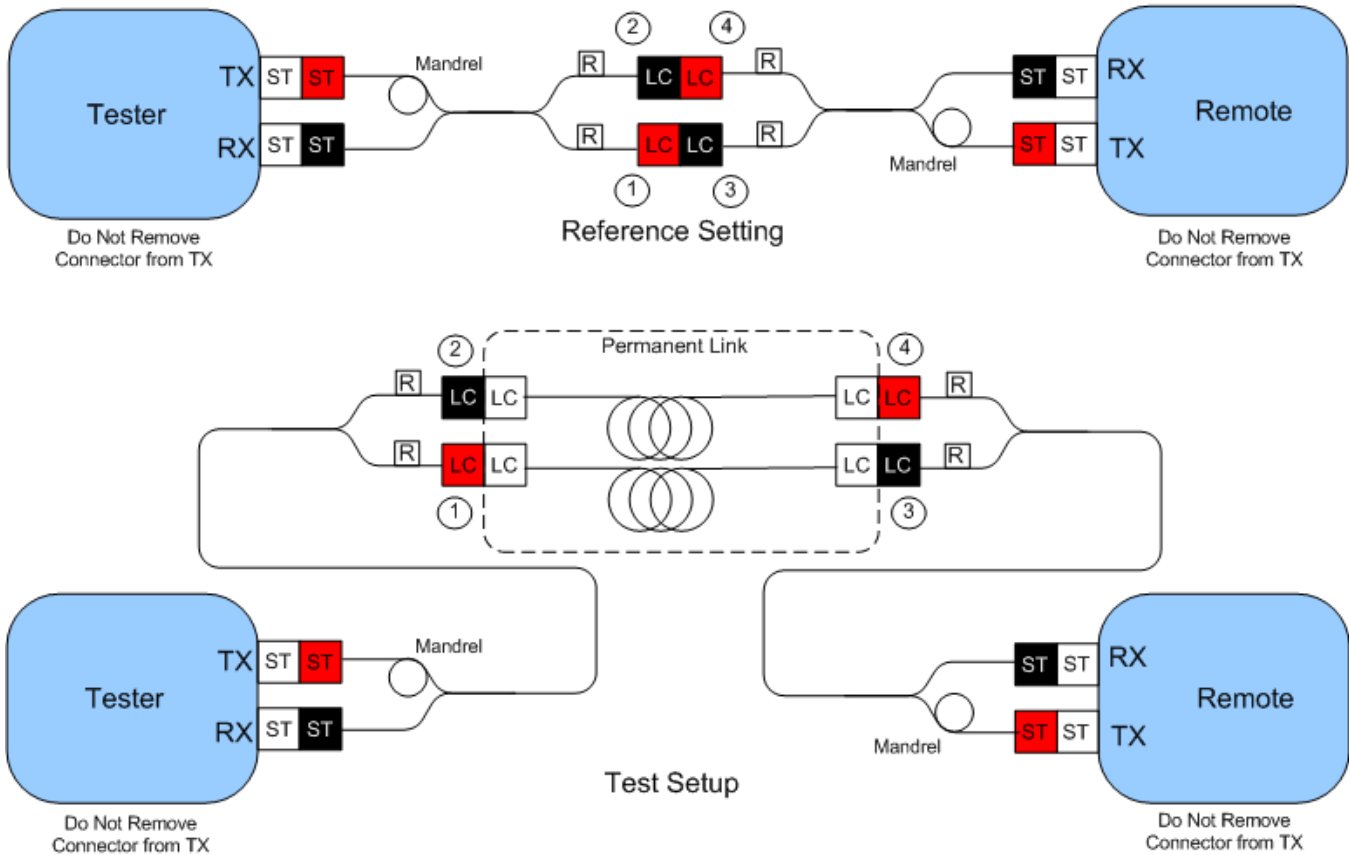 2 4
TX ST ST Mandrel R LC LC R ST ST RX
Tester Remote
RX ST ST R LC LC R Mandrel ST ST TX
1 3
Reference Setting
Do Not Remove
Connector from TX
Do Not Remove
Connector from TX
Permanent Link
2 4
R LC LC LC LC R
R LC LC LC LC R
1 3
TX ST ST Mandrel ST ST RX
Tester Remote
RX ST ST Mandrel ST ST TX
Test Setup
Do Not Remove
Connector from TX
Do Not Remove
Connector from TX